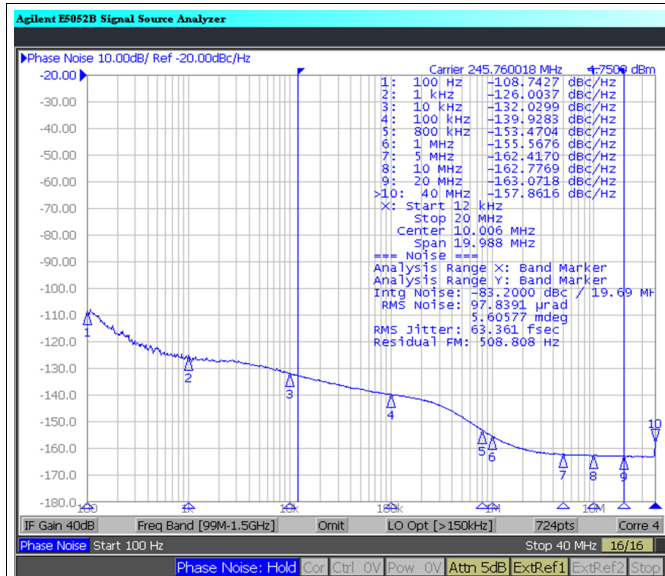 Agilent E5052B Signal Source Analyzer
▶Phase Noise 10.00dB/ Ref -20.00dBc/Hz
Carrier 245.760018 MHz 4.7509 dBm
-20.00
-30.00
-40.00
-50.00
-60.00
-70.00
-80.00
-90.00
-100.0
-110.0
-120.0
-130.0
-140.0
-150.0
-160.0
-170.0
-180.0
1: 100 Hz -108.7427 dBc/Hz
2: 1 kHz -126.0037 dBc/Hz
3: 10 kHz -132.0299 dBc/Hz
4: 100 kHz -139.9283 dBc/Hz
5: 800 kHz -153.4704 dBc/Hz
6: 1 MHz -155.5676 dBc/Hz
7: 5 MHz -162.4170 dBc/Hz
8: 10 MHz -162.7769 dBc/Hz
9: 20 MHz -163.0718 dBc/Hz
>10: 40 MHz -157.8616 dBc/Hz
X: Start 12 kHz
Stop 20 MHz
Center 10.006 MHz
Span 19.988 MHz
=== Noise ===
Analysis Range X: Band Marker
Analysis Range Y: Band Marker
Intg Noise: -83.2000 dBc / 19.69 MH
RMS Noise: 97.8391 µrad
5.60577 mdeg
RMS Jitter: 63.361 fsec
Residual FM: 508.808 Hz
1
2
3
4
5
6
7
8
9
10
100 1k 10k 100k 1M 10M
IF Gain 40dB Freq Band [99M-1.5GHz] Omit LO Opt [>150kHz] 724pts Corre 4
Phase Noise Start 100 Hz Stop 40 MHz 16/16
Phase Noise: Hold Cor Ctrl 0V Pow 0V Attn 5dB ExtRef1 ExtRef2 Stop